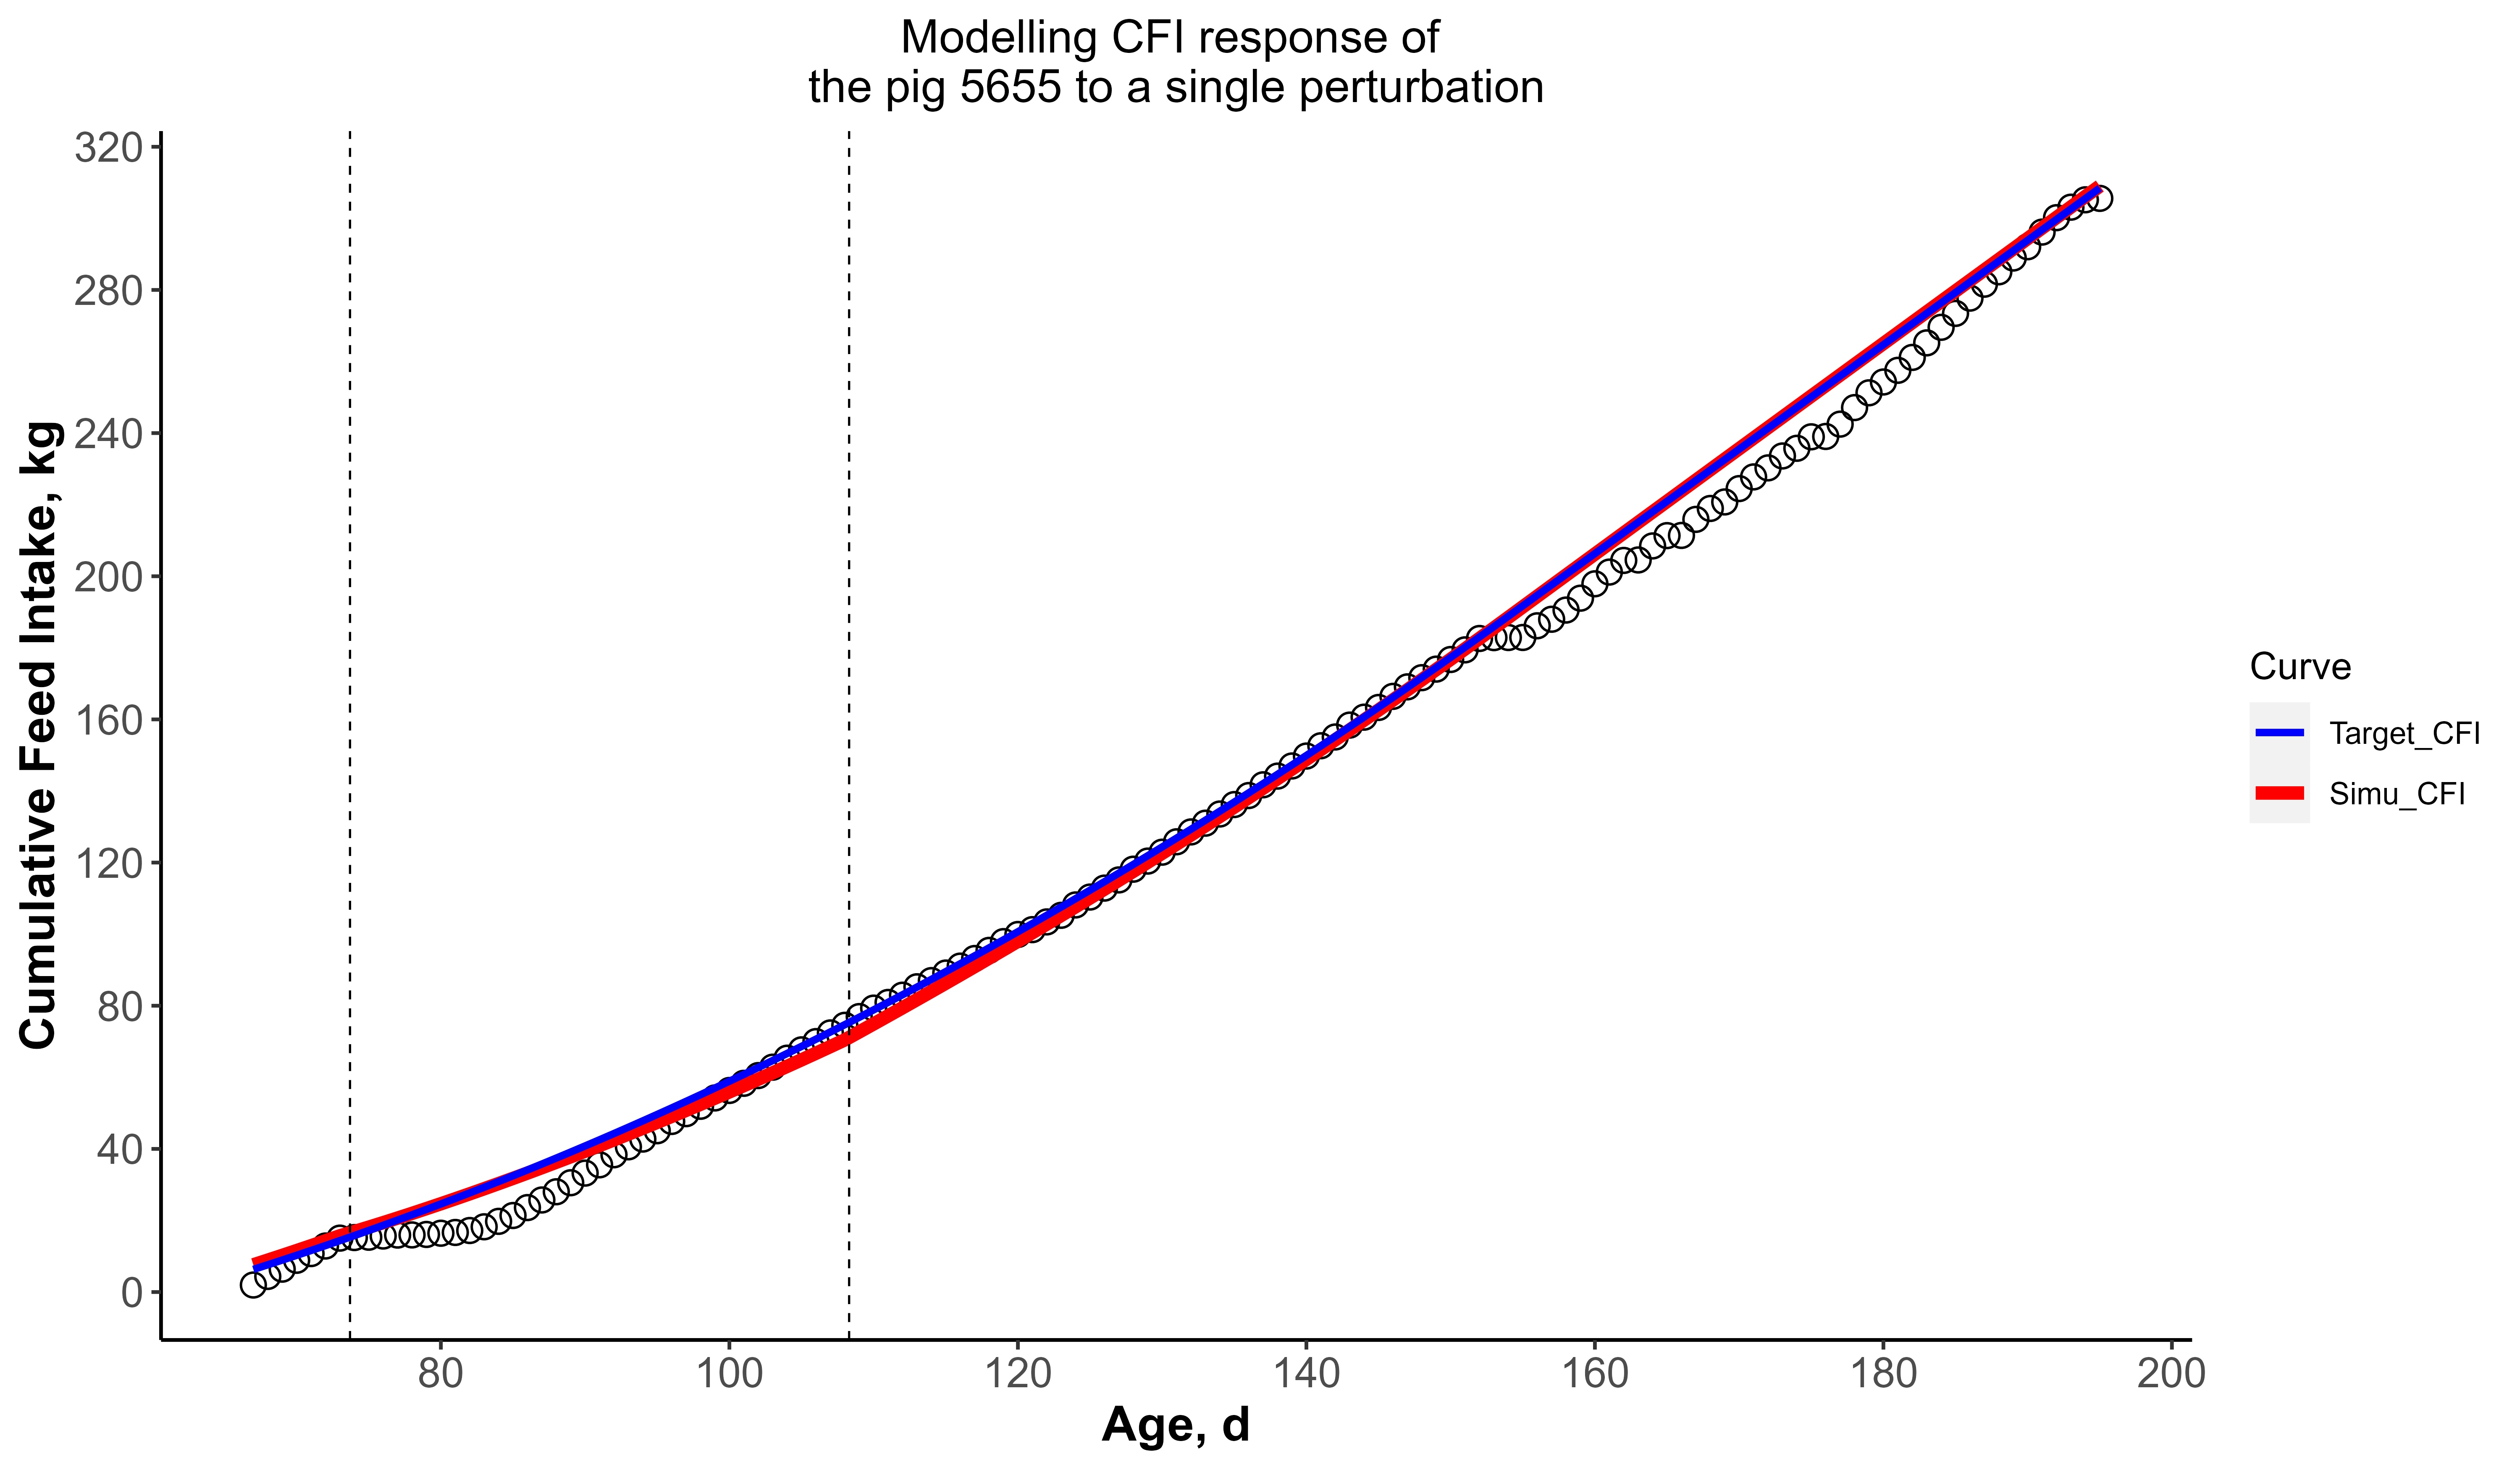 Modelling CFI response of
the pig 5655 to a single perturbation
Cumulative Feed Intake, kg
320
280
240
200
160
120
80
40
0
80
100
120
140
160
180
200
Age, d
Curve
Target_CFI
Simu_CFI